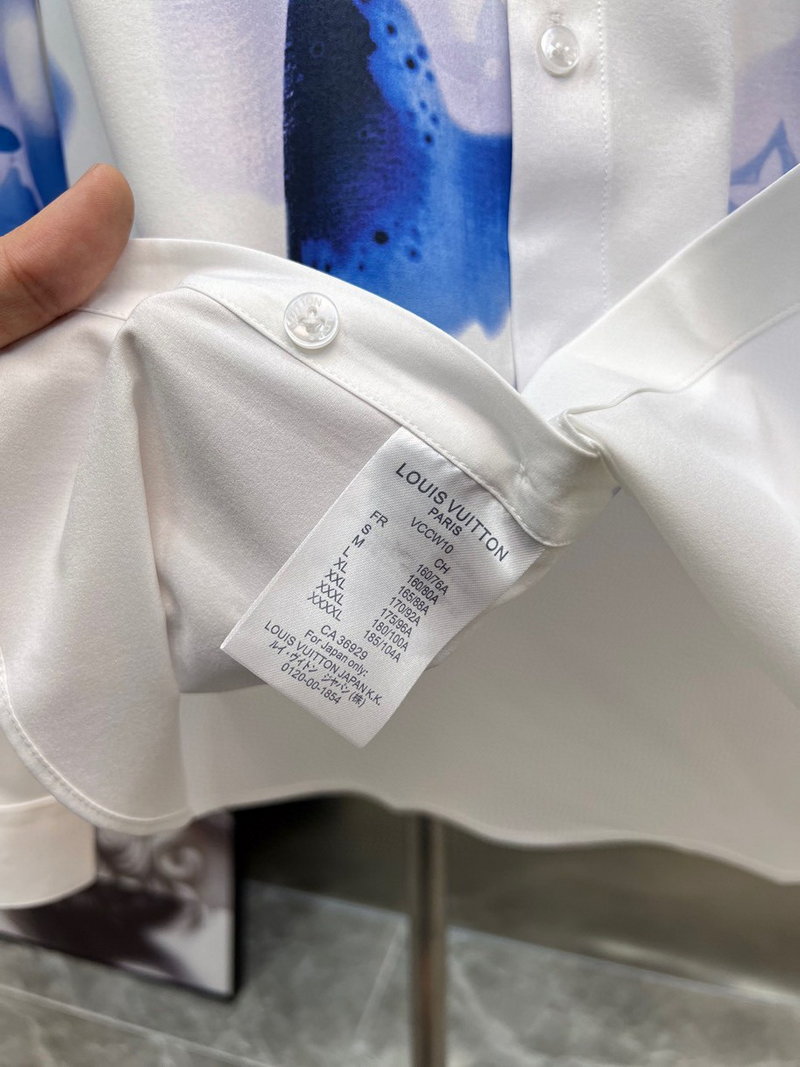 VUITTON
LOUIS VUITTON
PARIS
VCCW10
FR CH
S 160/76A
M 160/80A
L 165/88A
XL 170/92A
XXL 175/96A
XXXL 180/100A
XXXXL 185/104A
CA 36929
For Japan only:
LOUIS VUITTON JAPAN K.K.
ルイ・ヴィトン ジャパン(株)
0120-00-1854